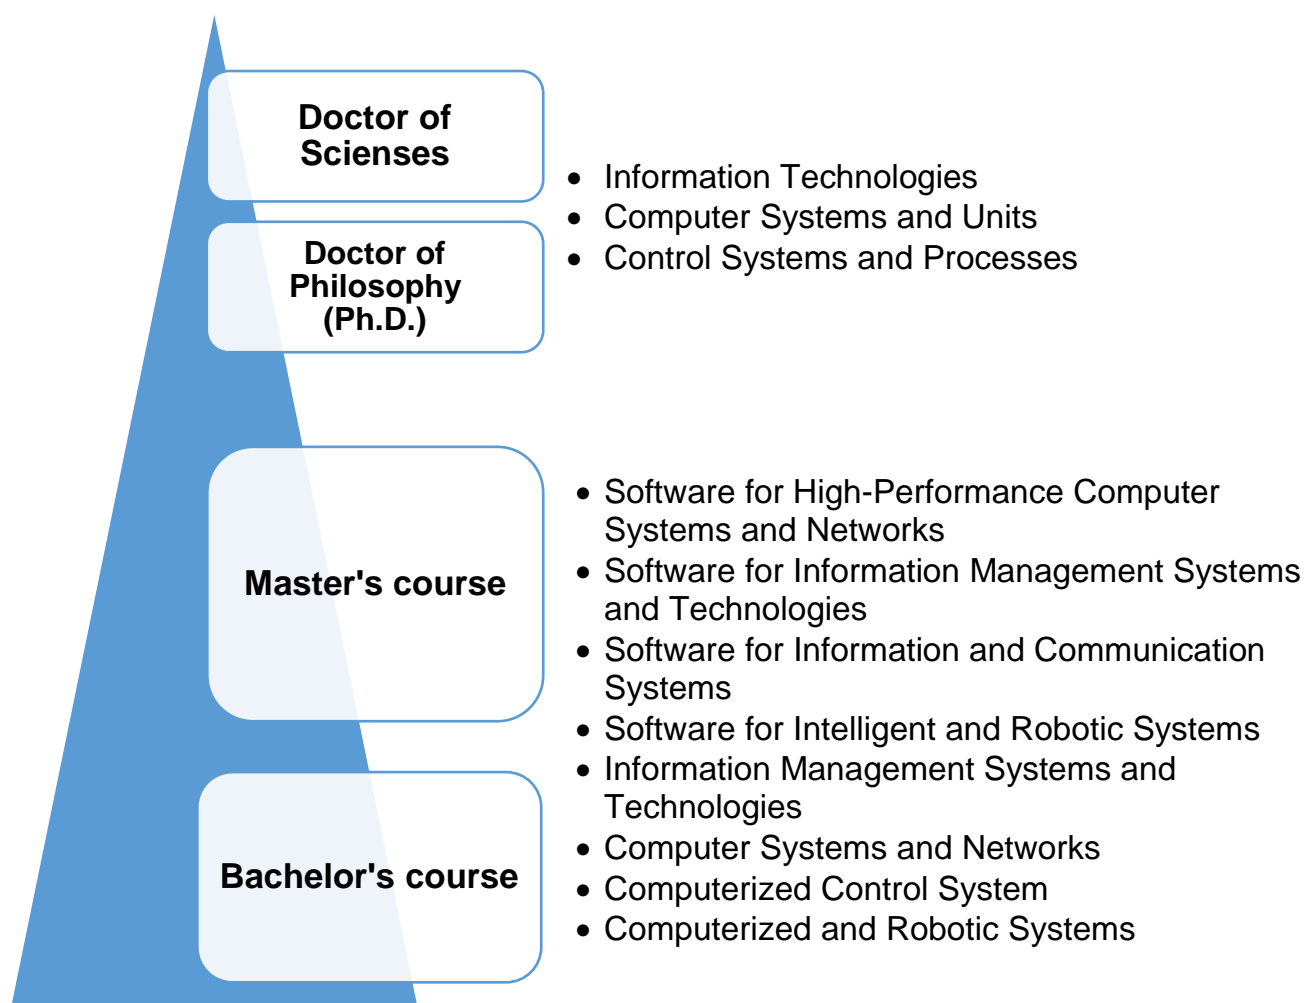 Doctor of
Scienses
Doctor of
Philosophy
(Ph.D.)
• Information Technologies
• Computer Systems and Units
• Control Systems and Processes
Master's course
• Software for High-Performance Computer
Systems and Networks
• Software for Information Management Systems
and Technologies
• Software for Information and Communication
Systems
• Software for Intelligent and Robotic Systems
Bachelor's course
• Information Management Systems and
Technologies
• Computer Systems and Networks
• Computerized Control System
• Computerized and Robotic Systems